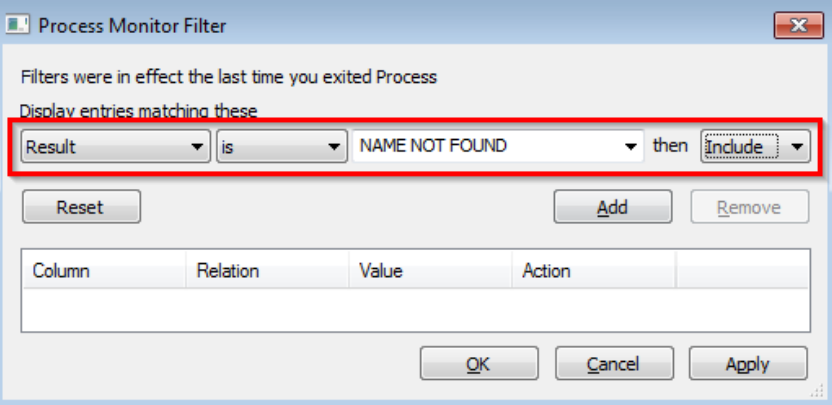 Process Monitor Filter
Filters were in effect the last time you exited Process
Display entries matching these
Result is NAME NOT FOUND then Include
Reset Add Remove
Column Relation Value Action
OK Cancel Apply